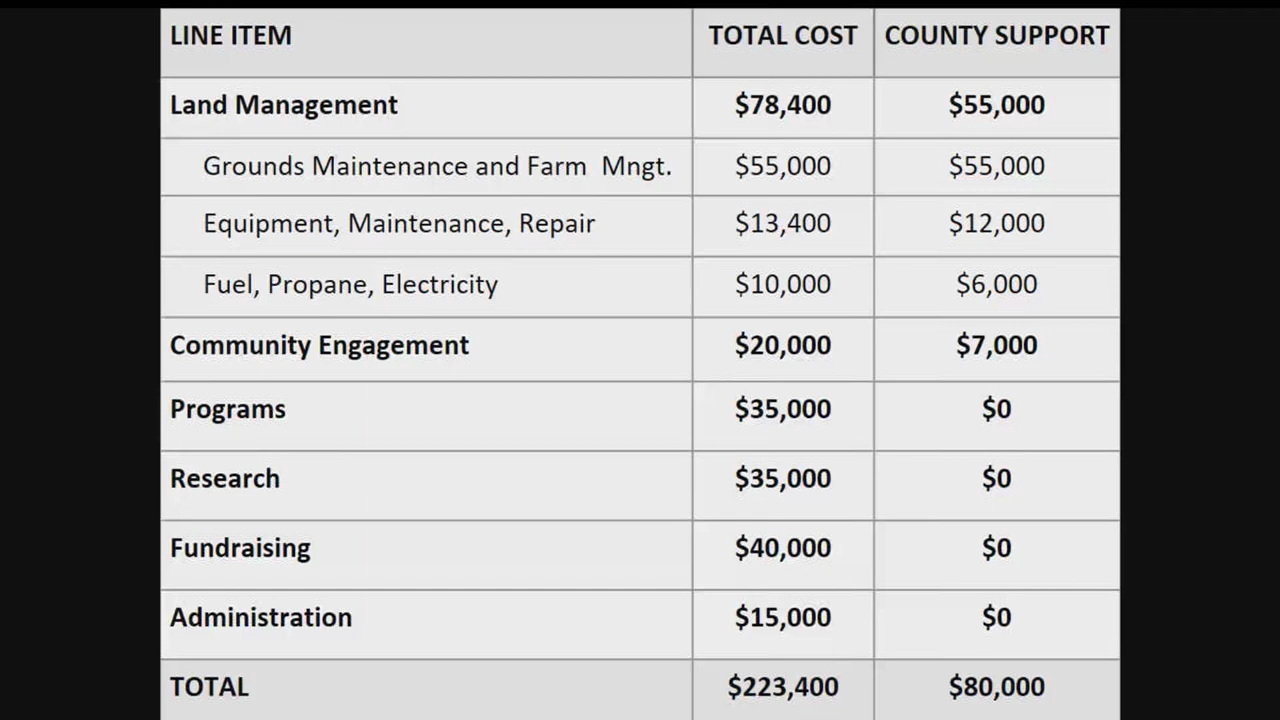 LINE ITEM TOTAL COST COUNTY SUPPORT
Land Management $78,400 $55,000
Grounds Maintenance and Farm Mngt. $55,000 $55,000
Equipment, Maintenance, Repair $13,400 $12,000
Fuel, Propane, Electricity $10,000 $6,000
Community Engagement $20,000 $7,000
Programs $35,000 $0
Research $35,000 $0
Fundraising $40,000 $0
Administration $15,000 $0
TOTAL $223,400 $80,000